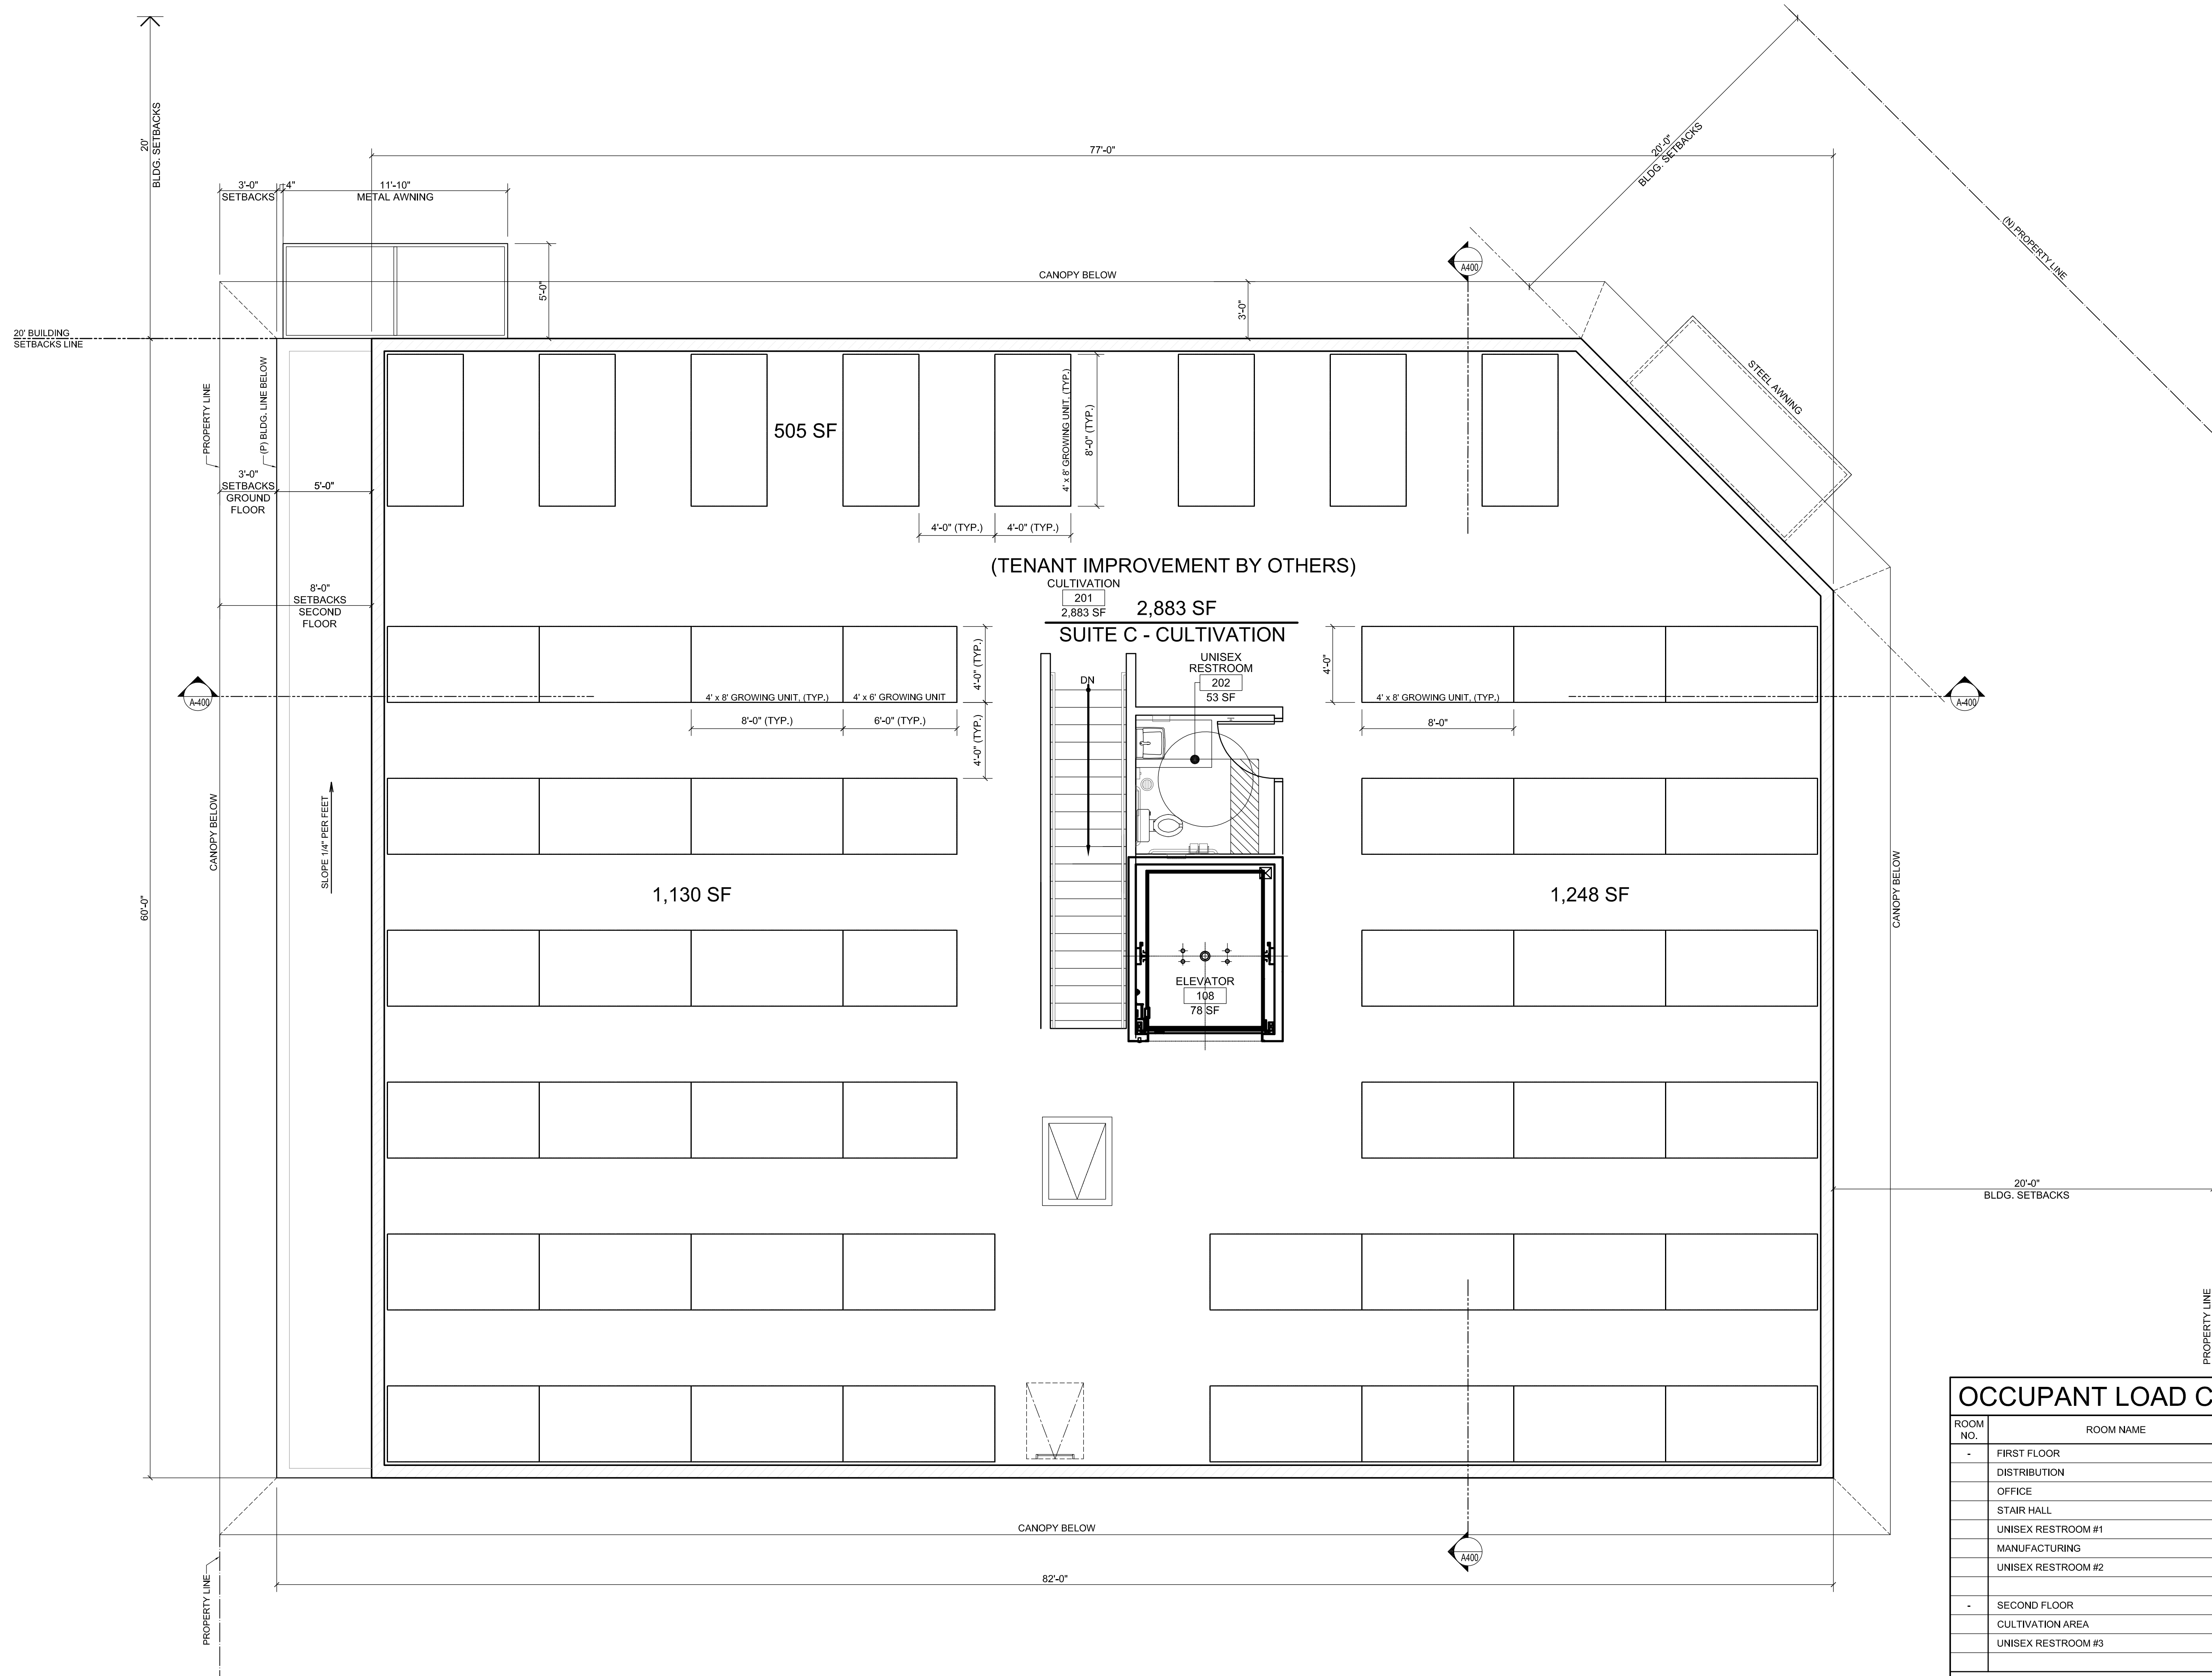 20'
BLDG. SETBACKS
77'-0"
20'-0"
BLDG. SETBACKS
(N) PROPERTY LINE
3'-0"
SETBACKS
4"
11'-10"
METAL AWNING
5'-0"
CANOPY BELOW
3'-0"
A400
20' BUILDING
SETBACKS LINE
PROPERTY LINE
(P) BLDG. LINE BELOW
STEEL AWNING
505 SF
4' x 8' GROWING UNIT, (TYP.)
8'-0" (TYP.)
3'-0"
SETBACKS
GROUND
FLOOR
5'-0"
4'-0" (TYP.)
4'-0" (TYP.)
(TENANT IMPROVEMENT BY OTHERS)
CULTIVATION
201
2,883 SF
2,883 SF
SUITE C - CULTIVATION
8'-0"
SETBACKS
SECOND
FLOOR
4'-0" (TYP.)
4'-0"
UNISEX
RESTROOM
202
53 SF
DN
A-400
4' x 8' GROWING UNIT, (TYP.)
4' x 6' GROWING UNIT
4' x 8' GROWING UNIT, (TYP.)
A-400
8'-0" (TYP.)
6'-0" (TYP.)
4'-0" (TYP.)
8'-0"
CANOPY BELOW
SLOPE 1/4" PER FEET
60'-0"
1,130 SF
1,248 SF
CANOPY BELOW
ELEVATOR
108
78 SF
20'-0"
BLDG. SETBACKS
PROPERTY LINE
CANOPY BELOW
A400
82'-0"
PROPERTY LINE
OCCUPANT LOAD C
ROOM
NO.
ROOM NAME
- FIRST FLOOR
DISTRIBUTION
OFFICE
STAIR HALL
UNISEX RESTROOM #1
MANUFACTURING
UNISEX RESTROOM #2
- SECOND FLOOR
CULTIVATION AREA
UNISEX RESTROOM #3